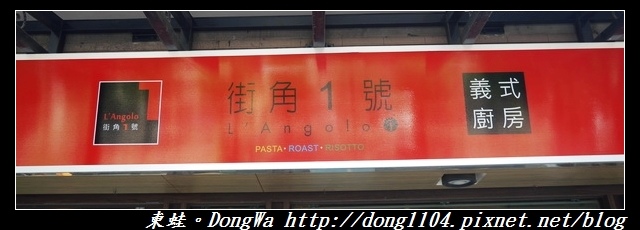 L'Angolo
街角1號
街角1號
L'Angolo 1
PASTA·ROAST·RISOTTO
義式
廚房
東蛙。DongWa http://dong1104.pixnet.net/blog